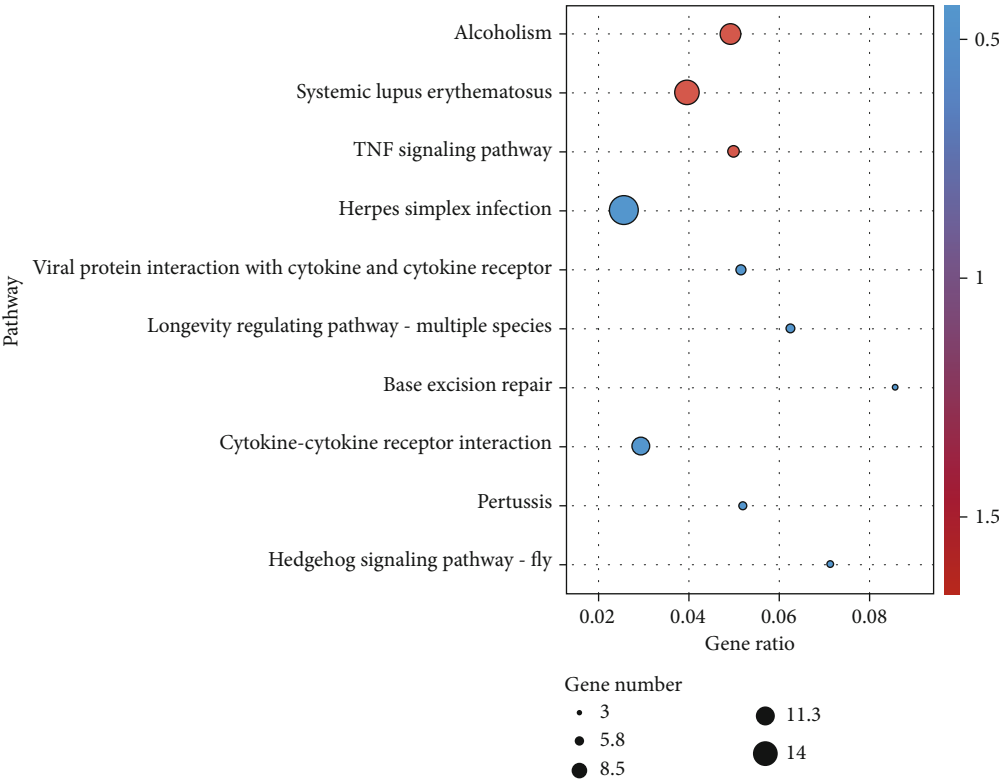 Pathway
Alcoholism
Systemic lupus erythematosus
TNF signaling pathway
Herpes simplex infection
Viral protein interaction with cytokine and cytokine receptor
Longevity regulating pathway - multiple species
Base excision repair
Cytokine-cytokine receptor interaction
Pertussis
Hedgehog signaling pathway - fly
0.02 0.04 0.06 0.08
Gene ratio
0.5
1
1.5
Gene number
3
5.8
8.5
11.3
14